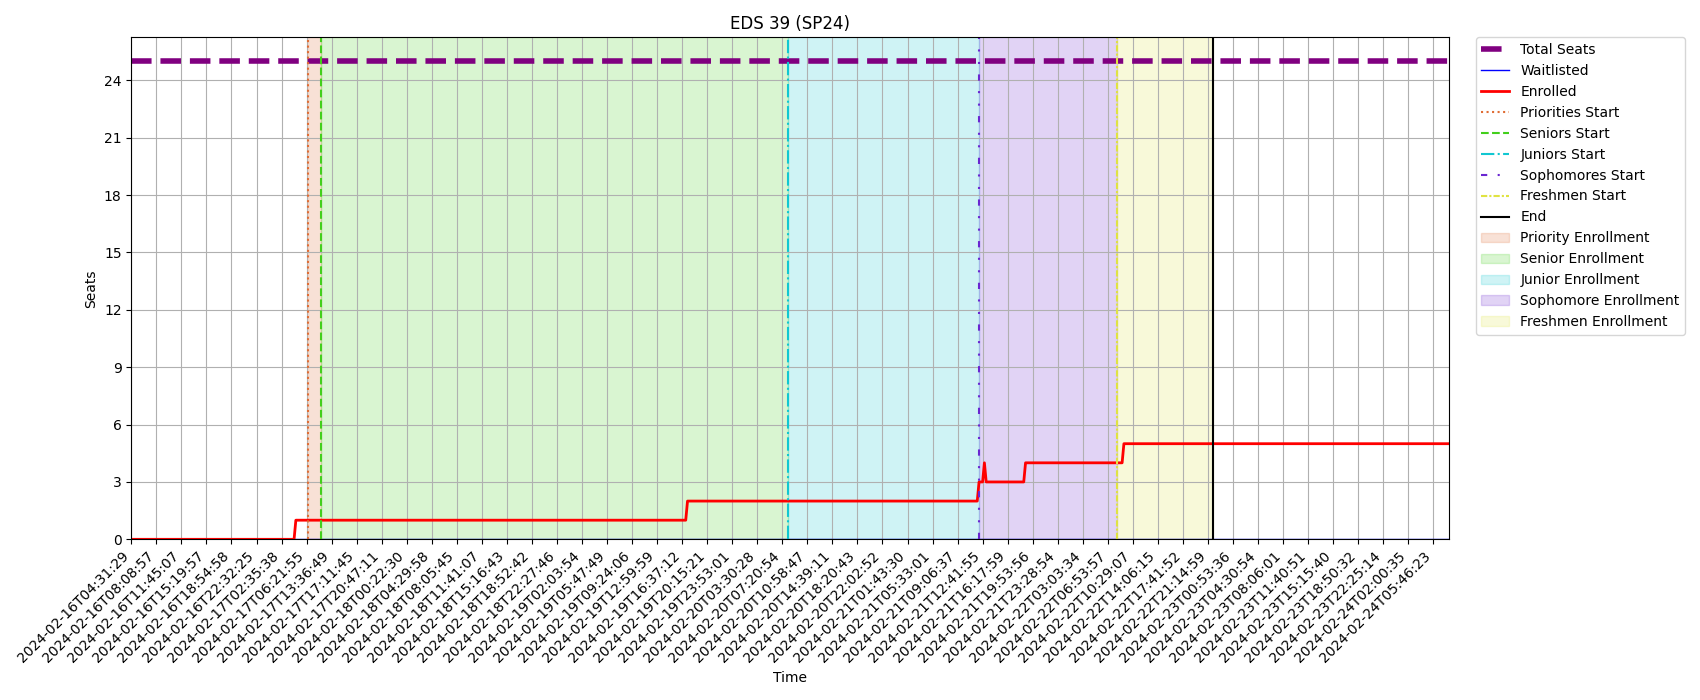 EDS 39 (SP24)
Seats
24
21
18
15
12
9
6
3
0
2024-02-16T04:31:29
2024-02-16T08:08:57
2024-02-16T11:45:07
2024-02-16T15:19:57
2024-02-16T18:54:58
2024-02-16T22:32:25
2024-02-17T02:35:38
2024-02-17T06:21:55
2024-02-17T13:36:49
2024-02-17T17:11:45
2024-02-17T20:47:11
2024-02-18T00:22:30
2024-02-18T04:29:58
2024-02-18T08:05:45
2024-02-18T11:41:07
2024-02-18T15:16:43
2024-02-18T18:52:42
2024-02-18T22:27:46
2024-02-19T02:03:54
2024-02-19T05:47:49
2024-02-19T09:24:06
2024-02-19T12:59:59
2024-02-19T16:37:12
2024-02-19T20:15:21
2024-02-19T23:53:01
2024-02-20T03:30:28
2024-02-20T07:20:54
2024-02-20T10:58:47
2024-02-20T14:39:11
2024-02-20T18:20:43
2024-02-20T22:02:52
2024-02-21T01:43:30
2024-02-21T05:33:01
2024-02-21T09:06:37
2024-02-21T12:41:55
2024-02-21T16:17:59
2024-02-21T19:53:56
2024-02-21T23:28:54
2024-02-22T03:03:34
2024-02-22T06:53:57
2024-02-22T10:29:07
2024-02-22T14:06:15
2024-02-22T17:41:52
2024-02-22T21:14:59
2024-02-23T00:53:36
2024-02-23T04:30:54
2024-02-23T08:06:01
2024-02-23T11:40:51
2024-02-23T15:15:40
2024-02-23T18:50:32
2024-02-23T22:25:14
2024-02-24T02:00:35
2024-02-24T05:46:23
Time
Total Seats
Waitlisted
Enrolled
Priorities Start
Seniors Start
Juniors Start
Sophomores Start
Freshmen Start
End
Priority Enrollment
Senior Enrollment
Junior Enrollment
Sophomore Enrollment
Freshmen Enrollment